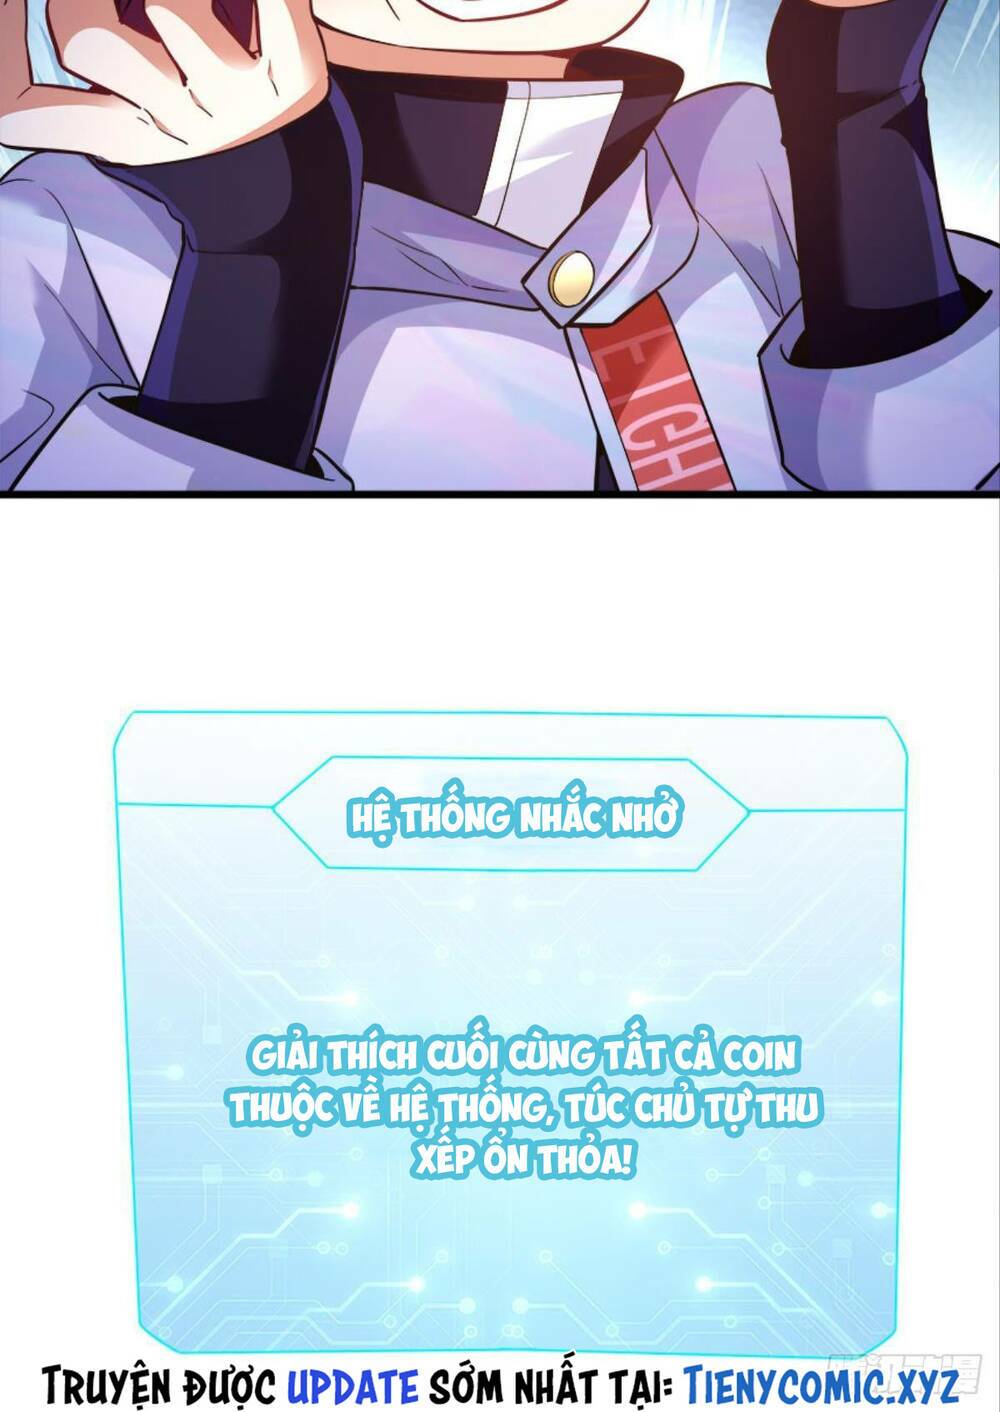 EICH
HỆ THỐNG NHẮC NHỞ
GIẢI THÍCH CUỐI CÙNG TẤT CẢ COIN
THUỘC VỀ HỆ THỐNG, TÚC CHỦ TỰ THU
XẾP ỔN THỎA!
TRUYỆN ĐƯỢC UPDATE SỚM NHẤT TẠI: TIENYCOMIC.XYZ